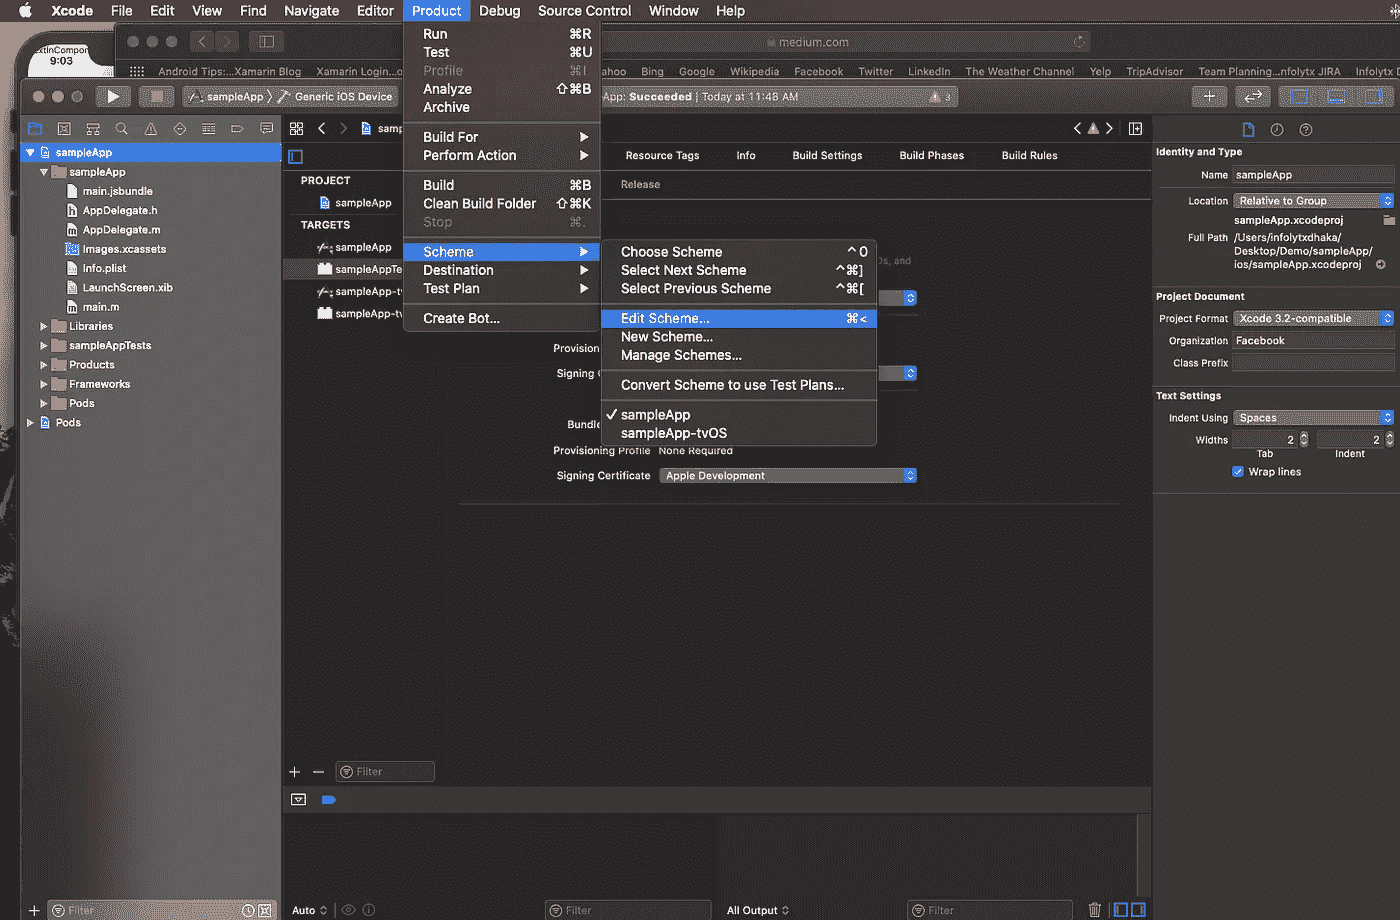 Xcode File Edit View Find Navigate Editor Product Debug Source Control Window Help
9:03
medium.com
Android Tips:...Xamarin Blog Xamarin Login...o ahoo Bing Google Wikipedia Facebook Twitter LinkedIn The Weather Channel Yelp TripAdvisor Team Planning...nfolytx JIRA Infolytx D
sampleApp Generic iOS Device
App: Succeeded | Today at 11:48 AM
3
Run ⌘R
Test ⌘U
Profile ⌘I
Analyze ⇧⌘B
Archive
Build For
Perform Action
Build ⌘B
Clean Build Folder ⇧⌘K
Stop ⌘.
Scheme
Destination
Test Plan
Create Bot...
Choose Scheme ^0
Select Next Scheme ^⌘]
Select Previous Scheme ^⌘[
Edit Scheme... ⌘<
New Scheme...
Manage Schemes...
Convert Scheme to use Test Plans...
✓ sampleApp
sampleApp-tvOS
sampleApp
sampleApp
main.jsbundle
AppDelegate.h
AppDelegate.m
Images.xcassets
Info.plist
LaunchScreen.xib
main.m
Libraries
sampleAppTests
Products
Frameworks
Pods
Pods
Filter
samp
PROJECT
sampleApp
TARGETS
sampleApp
sampleAppTe
sampleApp-tv
sampleApp-tv
Filter
Resource Tags Info Build Settings Build Phases Build Rules
Release
Ds, and
Provision
Signing C
Bundle
Provisioning Profile None Required
Signing Certificate Apple Development
Identity and Type
Name sampleApp
Location Relative to Group
sampleApp.xcodeproj
Full Path /Users/infolytxdhaka/
Desktop/Demo/sampleApp/
ios/sampleApp.xcodeproj
Project Document
Project Format Xcode 3.2-compatible
Organization Facebook
Class Prefix
Text Settings
Indent Using Spaces
Widths 2 2
Tab Indent
Wrap lines
Auto Filter All Output Filter